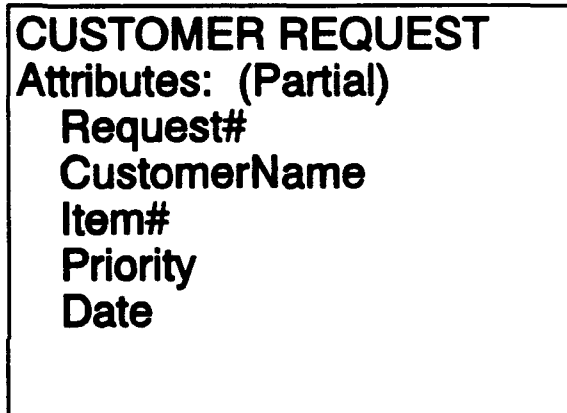 CUSTOMER REQUEST
Attributes: (Partial)
Request#
CustomerName
Item#
Priority
Date